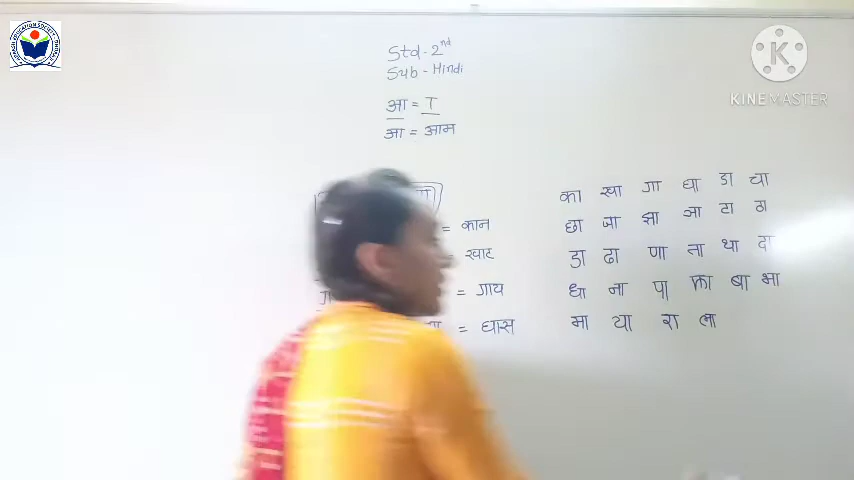 Std - 2nd
Sub - Hindi
आ = ा
आ = आम
= कान
= खाट
= गाय
= घास
का खा गा घा ङा चा
छा जा झा ञा टा ठा
डा ढा णा ता था दा
धा ना पा फा बा भा
मा या रा ला
KINEMASTER